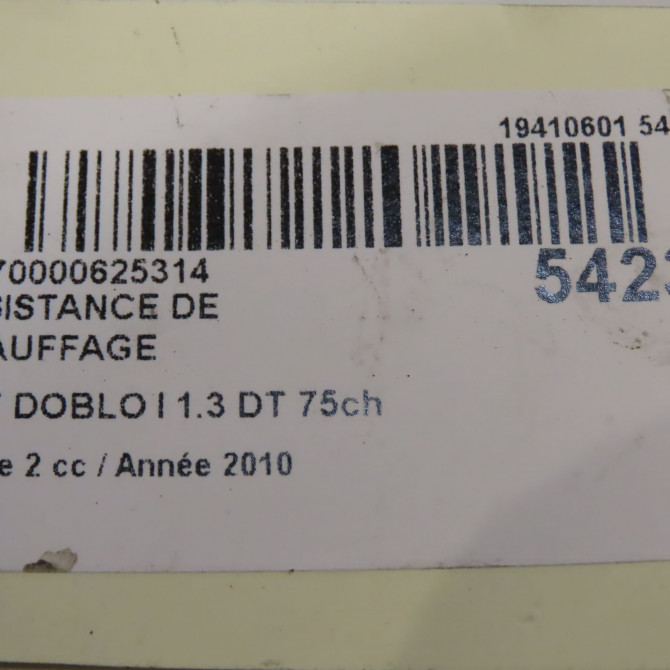 19410601 54
70000625314
5423
SISTANCE DE
AUFFAGE
T DOBLO I 1.3 DT 75ch
e 2 cc / Année 2010